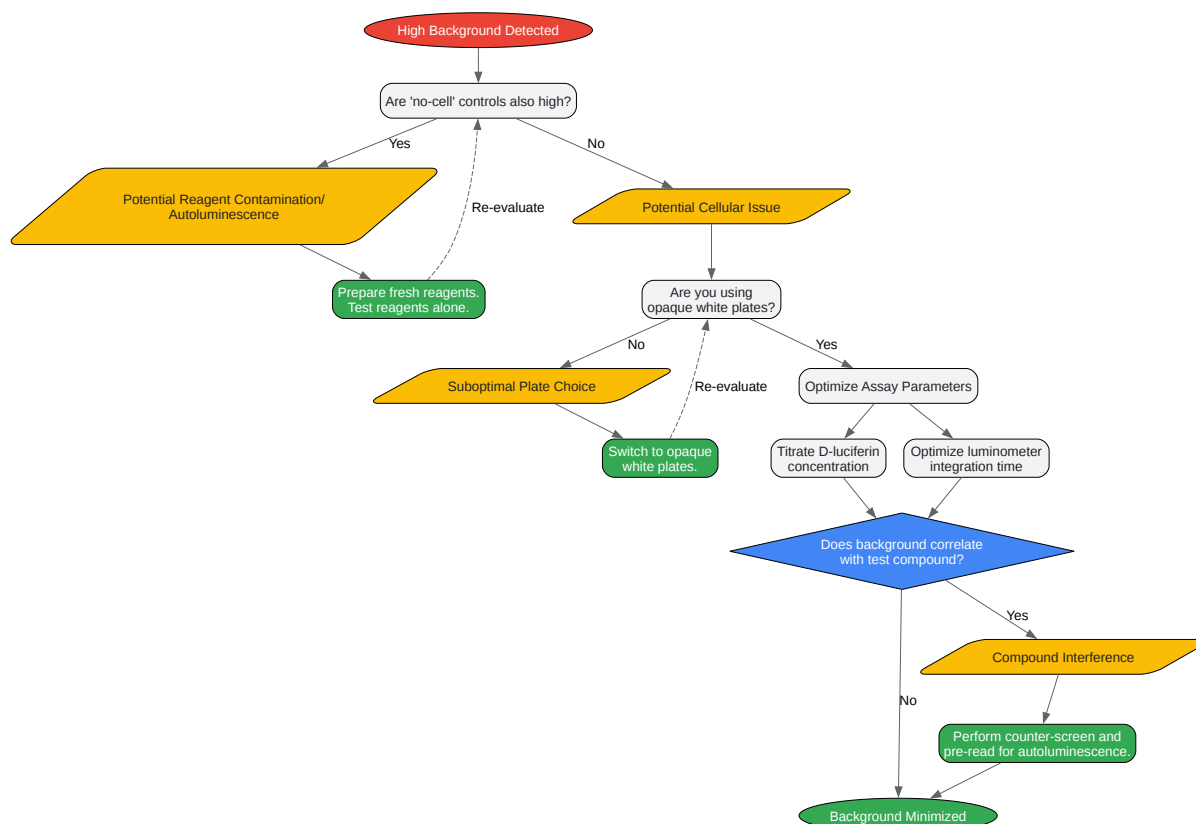 High Background Detected
Are 'no-cell' controls also high?
Yes
No
Potential Reagent Contamination/
Autoluminescence
Potential Cellular Issue
Re-evaluate
Prepare fresh reagents.
Test reagents alone.
Are you using
opaque white plates?
No
Yes
Suboptimal Plate Choice
Re-evaluate
Optimize Assay Parameters
Switch to opaque
white plates.
Titrate D-luciferin
concentration
Optimize luminometer
integration time
Does background correlate
with test compound?
Yes
Compound Interference
No
Perform counter-screen and
pre-read for autoluminescence.
Background Minimized